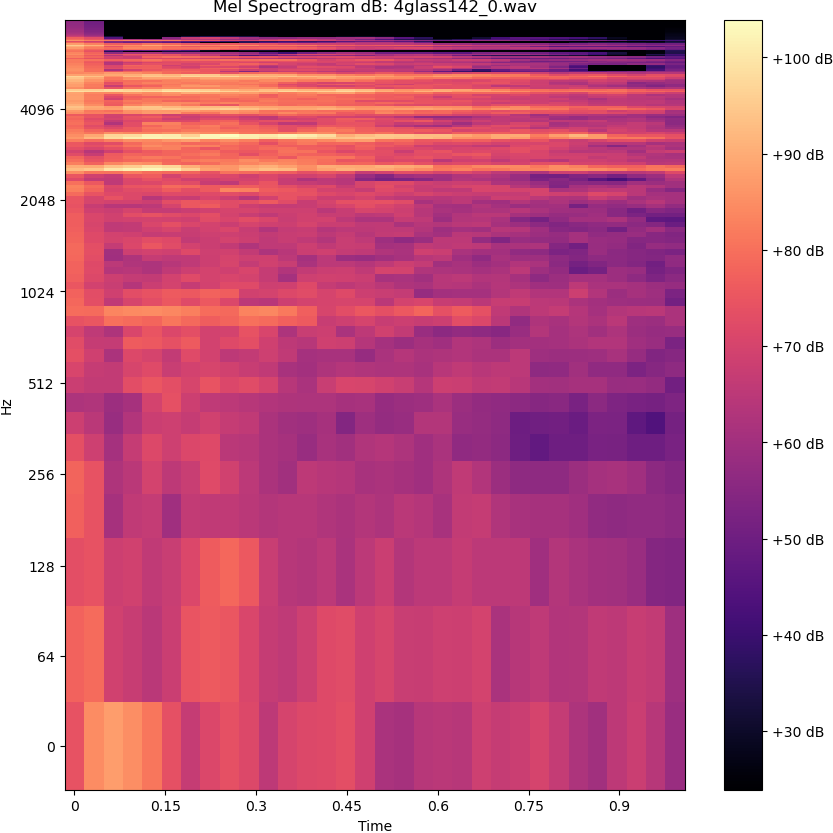 Mel Spectrogram dB: 4glass142_0.wav
+100 dB
4096
+90 dB
2048
+80 dB
1024
+70 dB
512
Hz
+60 dB
256
+50 dB
128
+40 dB
64
+30 dB
0
0 0.15 0.3 0.45 0.6 0.75 0.9
Time